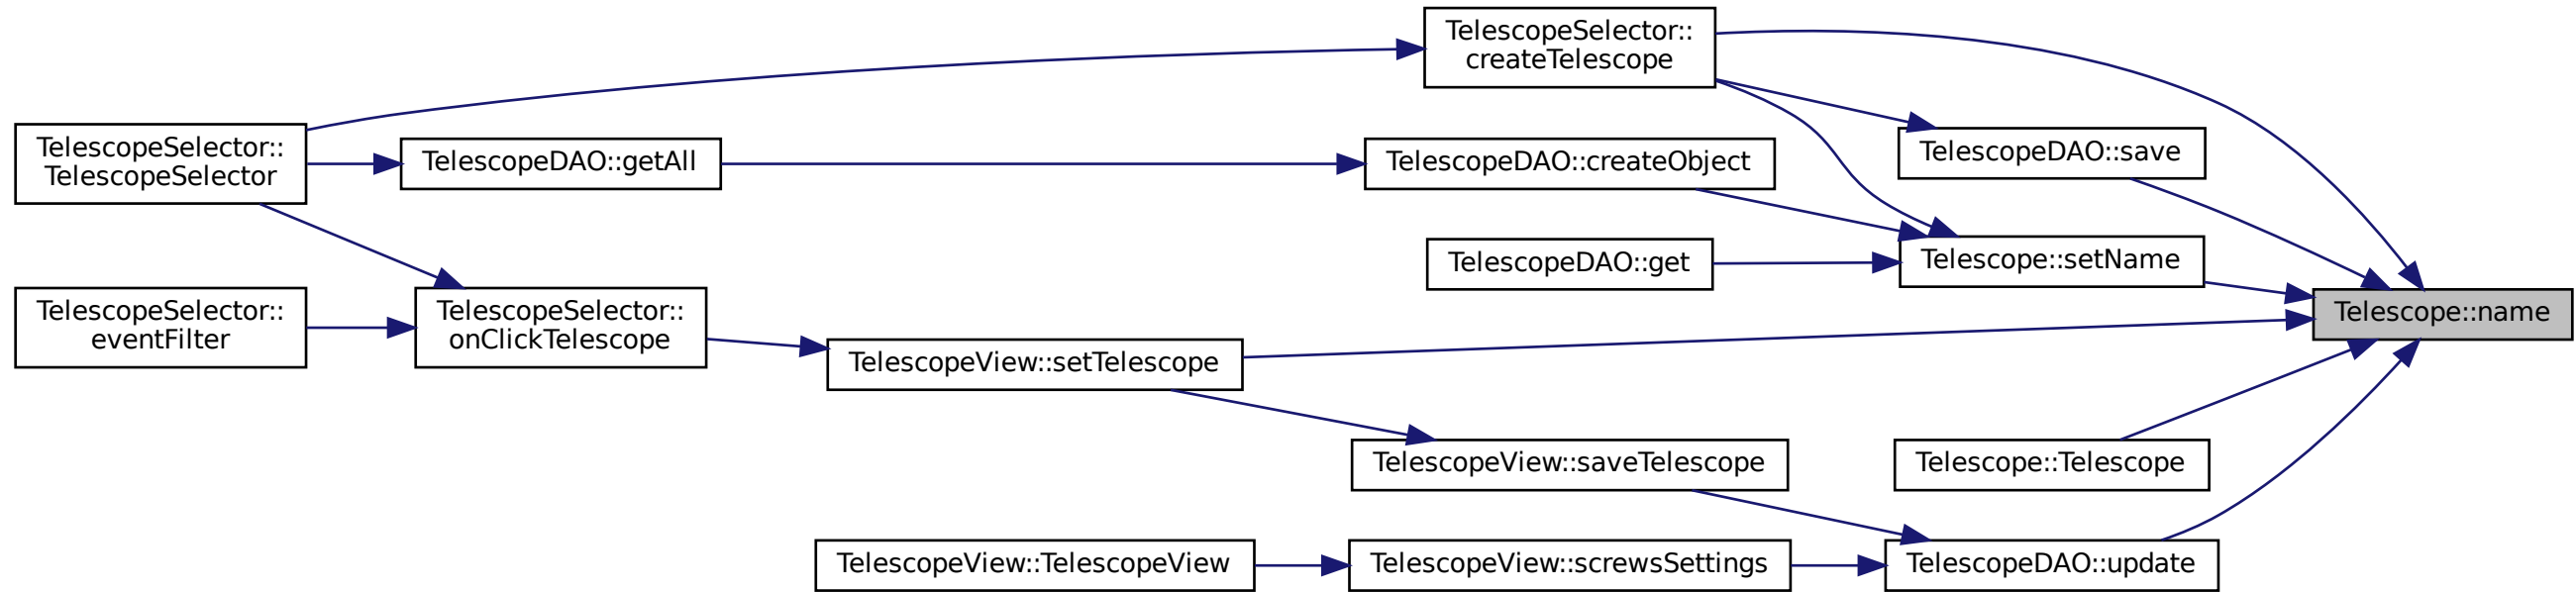 TelescopeSelector::
createTelescope
TelescopeSelector::
TelescopeSelector
TelescopeDAO::getAll
TelescopeDAO::createObject
TelescopeDAO::save
TelescopeDAO::get
Telescope::setName
TelescopeSelector::
eventFilter
TelescopeSelector::
onClickTelescope
Telescope::name
TelescopeView::setTelescope
TelescopeView::saveTelescope
Telescope::Telescope
TelescopeView::TelescopeView
TelescopeView::screwsSettings
TelescopeDAO::update